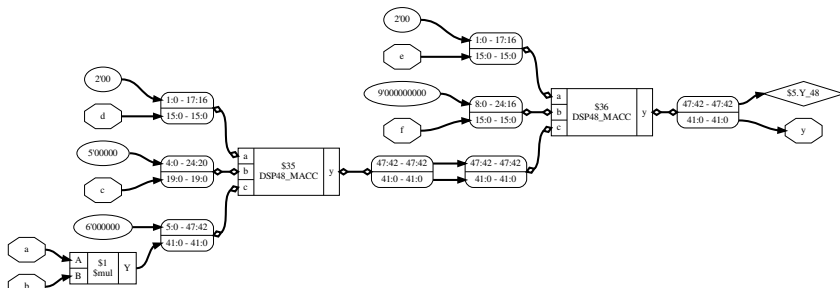 2'00
1:0 - 17:16
e
15:0 - 15:0
2'00
1:0 - 17:16
d
15:0 - 15:0
9'000000000
8:0 - 24:16
f
15:0 - 15:0
a
b
c
$36
DSP48_MACC
y
47:42 - 47:42
41:0 - 41:0
$5.Y_48
y
5'00000
4:0 - 24:20
c
19:0 - 19:0
a
b
c
$35
DSP48_MACC
y
47:42 - 47:42
41:0 - 41:0
47:42 - 47:42
41:0 - 41:0
6'000000
5:0 - 47:42
41:0 - 41:0
a
A
B
$1
$mul
Y
b